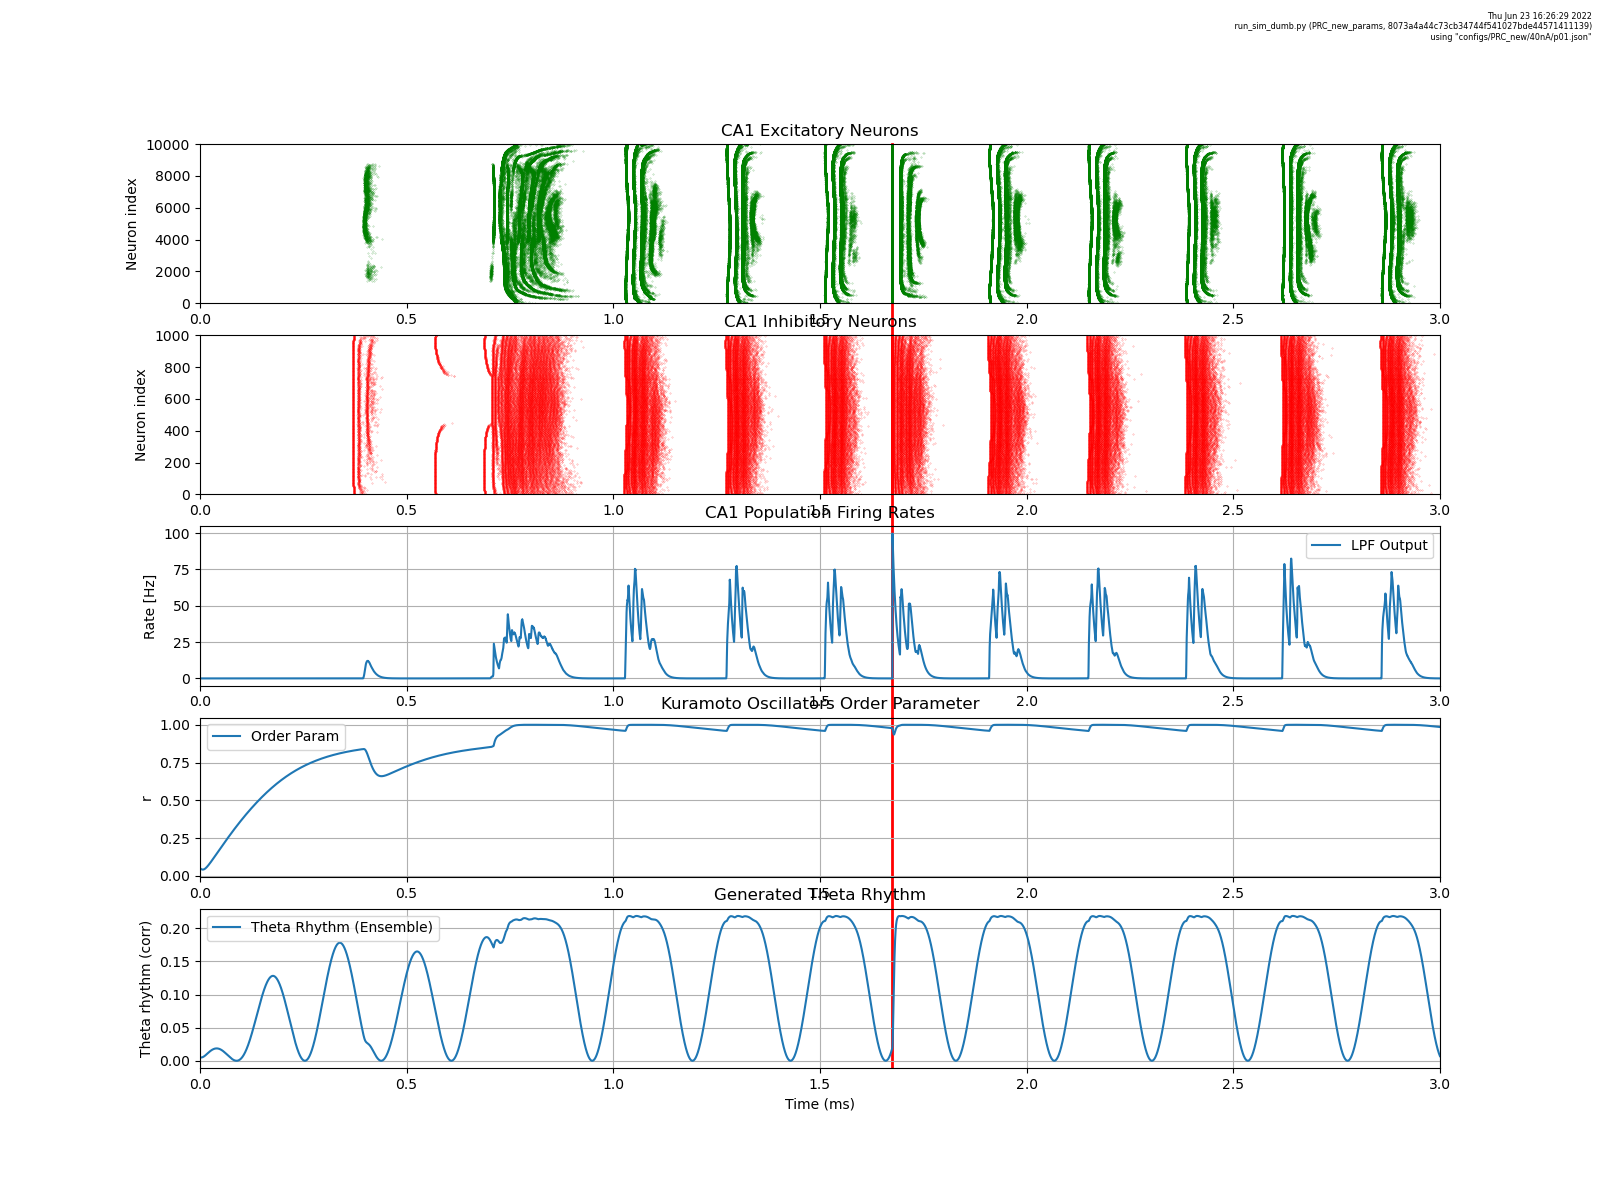 Thu Jun 23 16:26:29 2022
run_sim_dumb.py (PRC_new_params, 8073a4a44c73cb34744f541027bde44571411139)
using "configs/PRC_new/40nA/p01.json"
CA1 Excitatory Neurons
Neuron index
10000
8000
6000
4000
2000
0
0.0 0.5 1.0 1.5 2.0 2.5 3.0
CA1 Inhibitory Neurons
Neuron index
1000
800
600
400
200
0
0.0 0.5 1.0 1.5 2.0 2.5 3.0
CA1 Population Firing Rates
Rate [Hz]
100
75
50
25
0
LPF Output
0.0 0.5 1.0 1.5 2.0 2.5 3.0
Kuramoto Oscillators Order Parameter
r
1.00
0.75
0.50
0.25
0.00
Order Param
0.0 0.5 1.0 1.5 2.0 2.5 3.0
Generated Theta Rhythm
Theta rhythm (corr)
0.20
0.15
0.10
0.05
0.00
Theta Rhythm (Ensemble)
0.0 0.5 1.0 1.5 2.0 2.5 3.0
Time (ms)